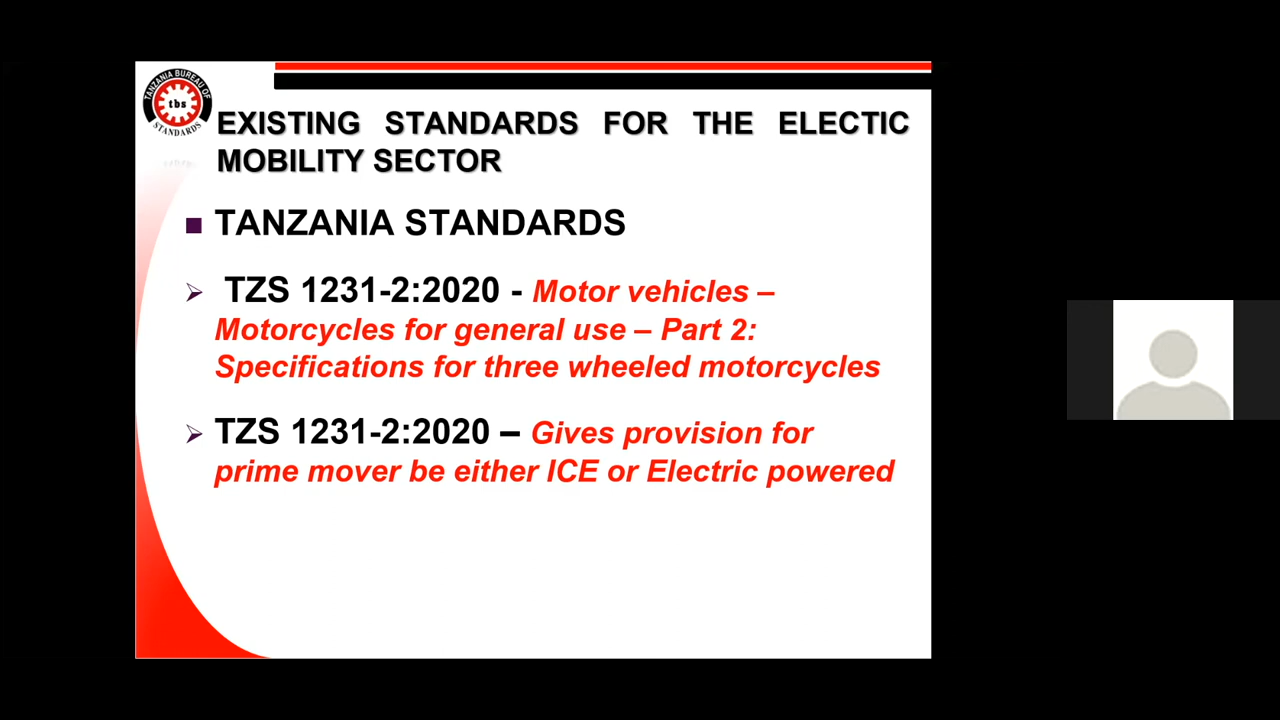 TANZANIA BUREAU OF
tbs
STANDARDS
EXISTING STANDARDS FOR THE ELECTIC
MOBILITY SECTOR
TANZANIA STANDARDS
TZS 1231-2:2020 - Motor vehicles –
Motorcycles for general use – Part 2:
Specifications for three wheeled motorcycles
TZS 1231-2:2020 – Gives provision for
prime mover be either ICE or Electric powered